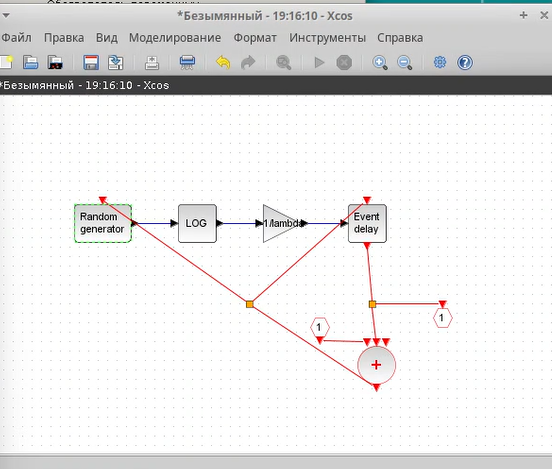 *Безымянный - 19:16:10 - Xcos
Файл Правка Вид Моделирование Формат Инструменты Справка
*Безымянный - 19:16:10 - Xcos
Random
generator
LOG
1/lambda
Event
delay
1
1
+